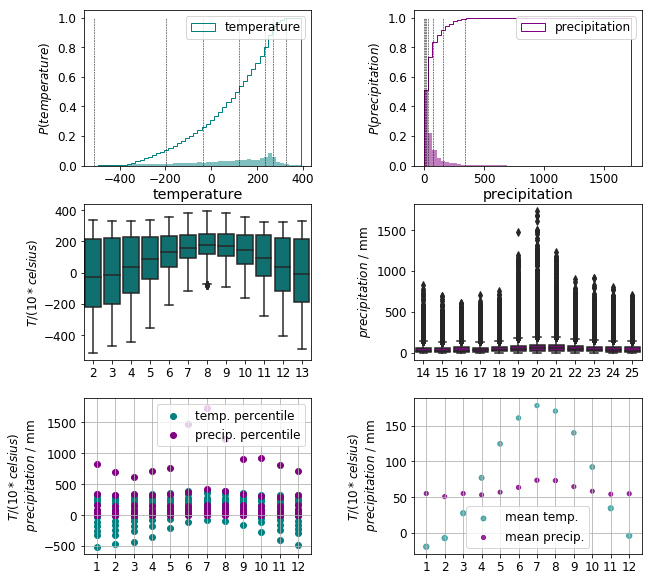 1.0
0.8
0.6
0.4
0.2
0.0
P(temperature)
temperature
−400 −200 0 200 400
temperature
1.0
0.8
0.6
0.4
0.2
0.0
P(precipitation)
precipitation
0 500 1000 1500
precipitation
400
200
0
−200
−400
T/(10 * celsius)
2 3 4 5 6 7 8 9 10 11 12 13
1500
1000
500
0
precipitation / mm
14 15 16 17 18 19 20 21 22 23 24 25
1500
1000
500
0
−500
T/(10 * celsius)
precipitation / mm
temp. percentile
precip. percentile
1 2 3 4 5 6 7 8 9 10 11 12
150
100
50
0
T/(10 * celsius)
precipitation / mm
mean temp.
mean precip.
1 2 3 4 5 6 7 8 9 10 11 12